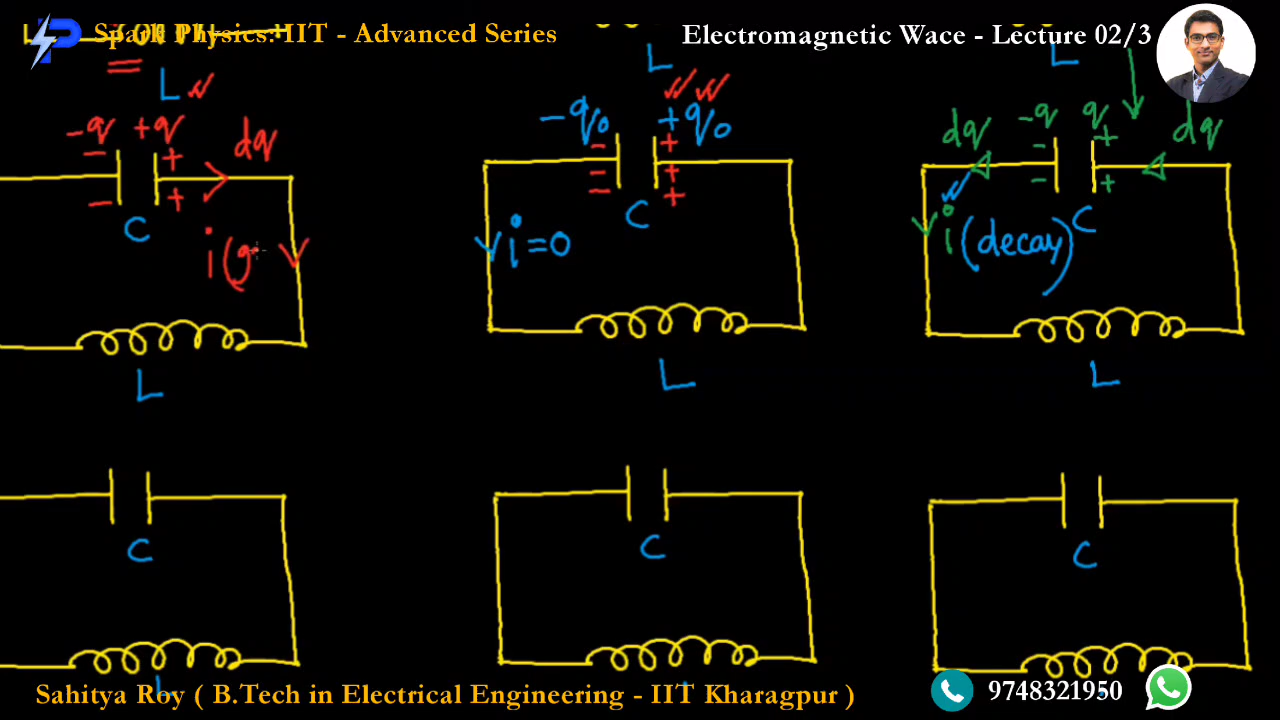 Spark Physics: IIT - Advanced Series
Electromagnetic Wace - Lecture 02/3
L
L
L
-q +q dq
-q₀ +q₀
dq -q q dq
C
C
C
i(g
i=0
i(decay)
L
L
L
C
C
C
Sahitya Roy ( B.Tech in Electrical Engineering - IIT Kharagpur )
9748321950